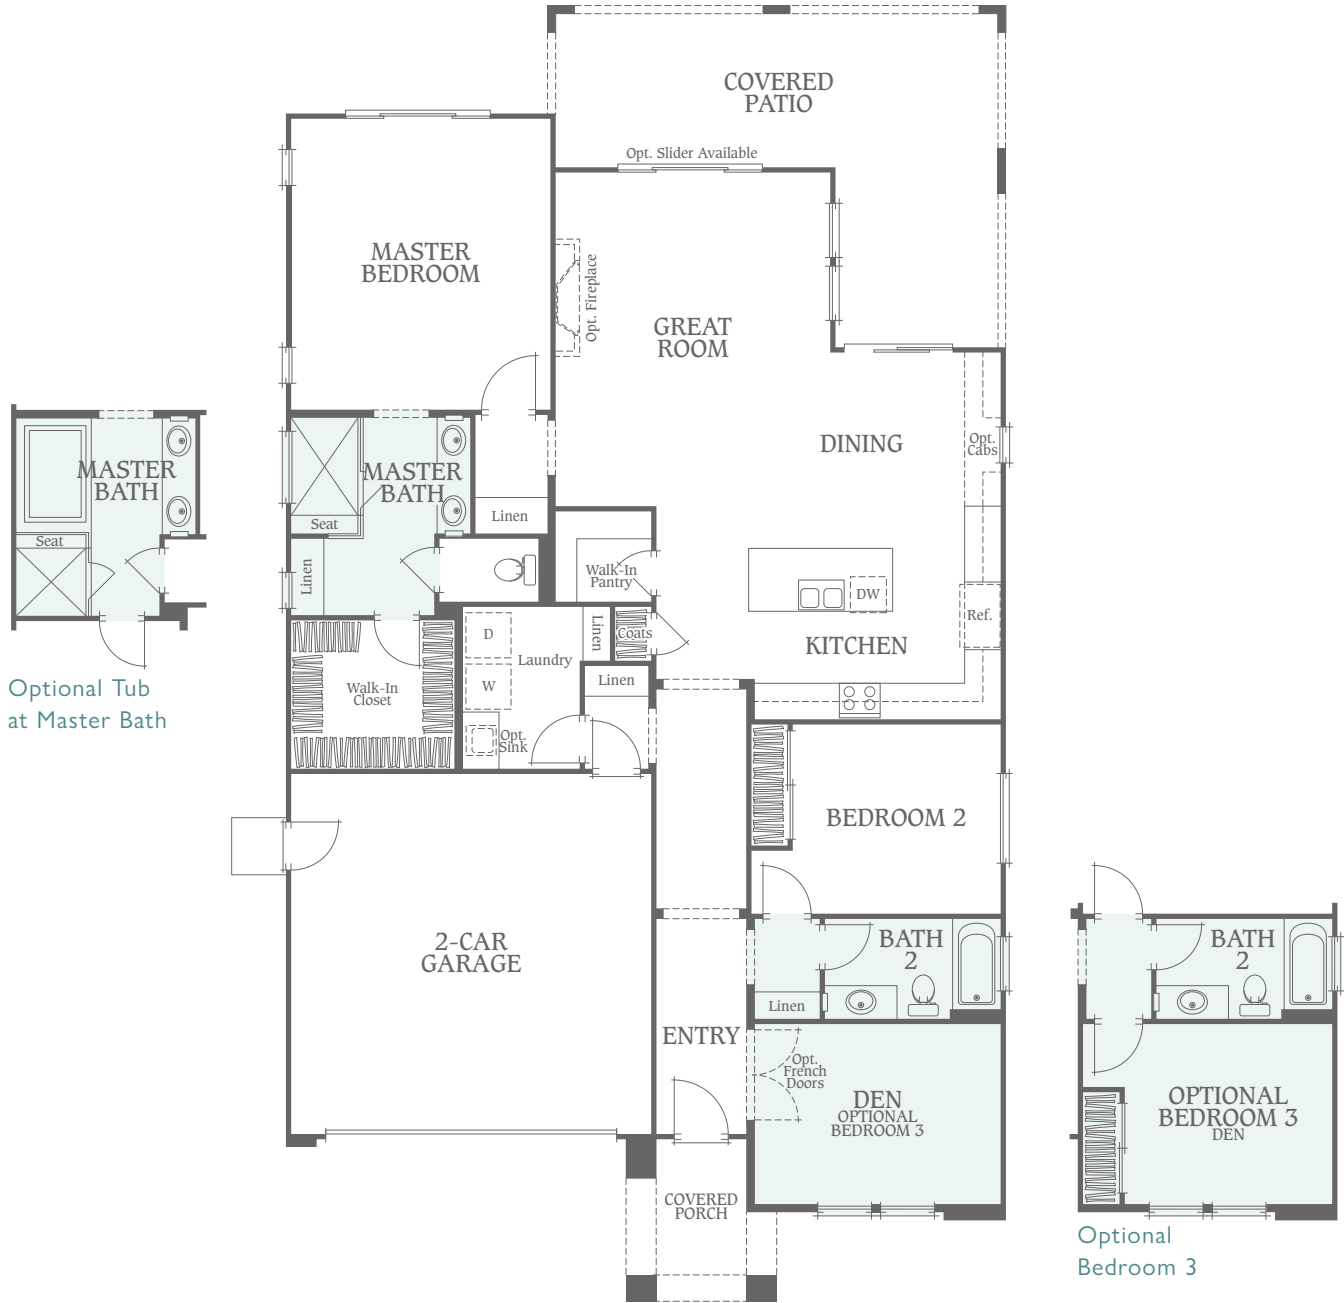 COVERED
PATIO
Opt. Slider Available
MASTER
BEDROOM
Opt. Fireplace
GREAT
ROOM
DINING
Opt.
Cabs
MASTER
BATH
Seat
Optional Tub
at Master Bath
MASTER
BATH
Seat
Linen
Linen
Walk-In
Pantry
DW
Ref.
KITCHEN
D
Laundry
Linen
Coats
W
Linen
Walk-In
Closet
Opt.
Sink
BEDROOM 2
2-CAR
GARAGE
BATH
2
Linen
ENTRY
Opt.
French
Doors
DEN
OPTIONAL
BEDROOM 3
COVERED
PORCH
BATH
2
OPTIONAL
BEDROOM 3
DEN
Optional
Bedroom 3